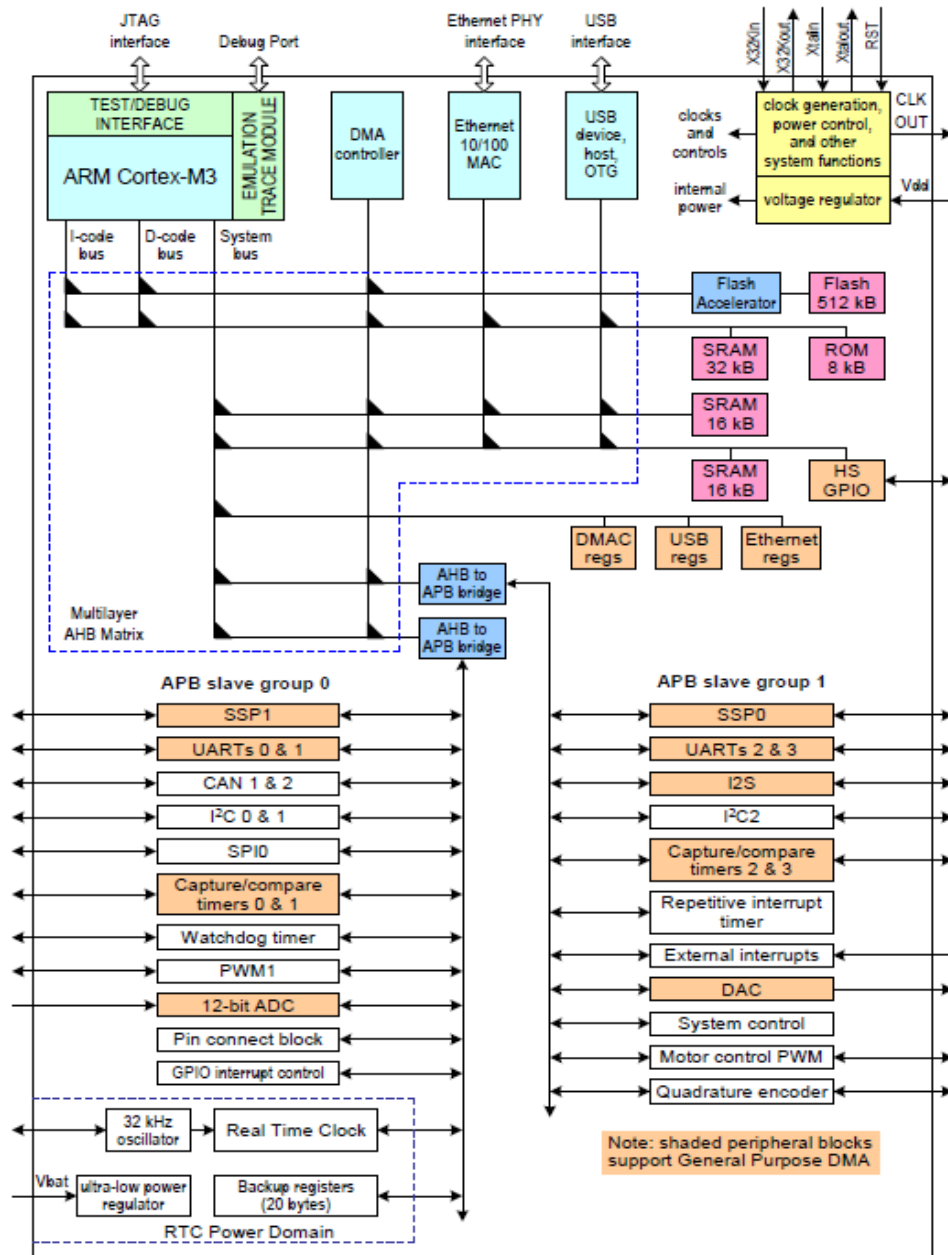 JTAG
interface
Debug Port
Ethernet PHY
interface
USB
interface
X32Kin
X32Kout
Xtalin
Xtalout
RST
TEST/DEBUG
INTERFACE
ARM Cortex-M3
EMULATION
TRACE MODULE
DMA
controller
Ethernet
10/100
MAC
USB
device,
host,
OTG
clocks
and
controls
internal
power
clock generation,
power control,
and other
system functions
voltage regulator
CLK
OUT
Vdd
I-code
bus
D-code
bus
System
bus
Flash
Accelerator
Flash
512 kB
SRAM
32 kB
ROM
8 kB
SRAM
16 kB
SRAM
16 kB
HS
GPIO
DMAC
regs
USB
regs
Ethernet
regs
AHB to
APB bridge
AHB to
APB bridge
Multilayer
AHB Matrix
APB slave group 0
SSP1
UARTs 0 & 1
CAN 1 & 2
I²C 0 & 1
SPI0
Capture/compare
timers 0 & 1
Watchdog timer
PWM1
12-bit ADC
Pin connect block
GPIO interrupt control
32 kHz
oscillator
Real Time Clock
Vbat
ultra-low power
regulator
Backup registers
(20 bytes)
RTC Power Domain
APB slave group 1
SSP0
UARTs 2 & 3
I2S
I²C2
Capture/compare
timers 2 & 3
Repetitive interrupt
timer
External interrupts
DAC
System control
Motor control PWM
Quadrature encoder
Note: shaded peripheral blocks
support General Purpose DMA